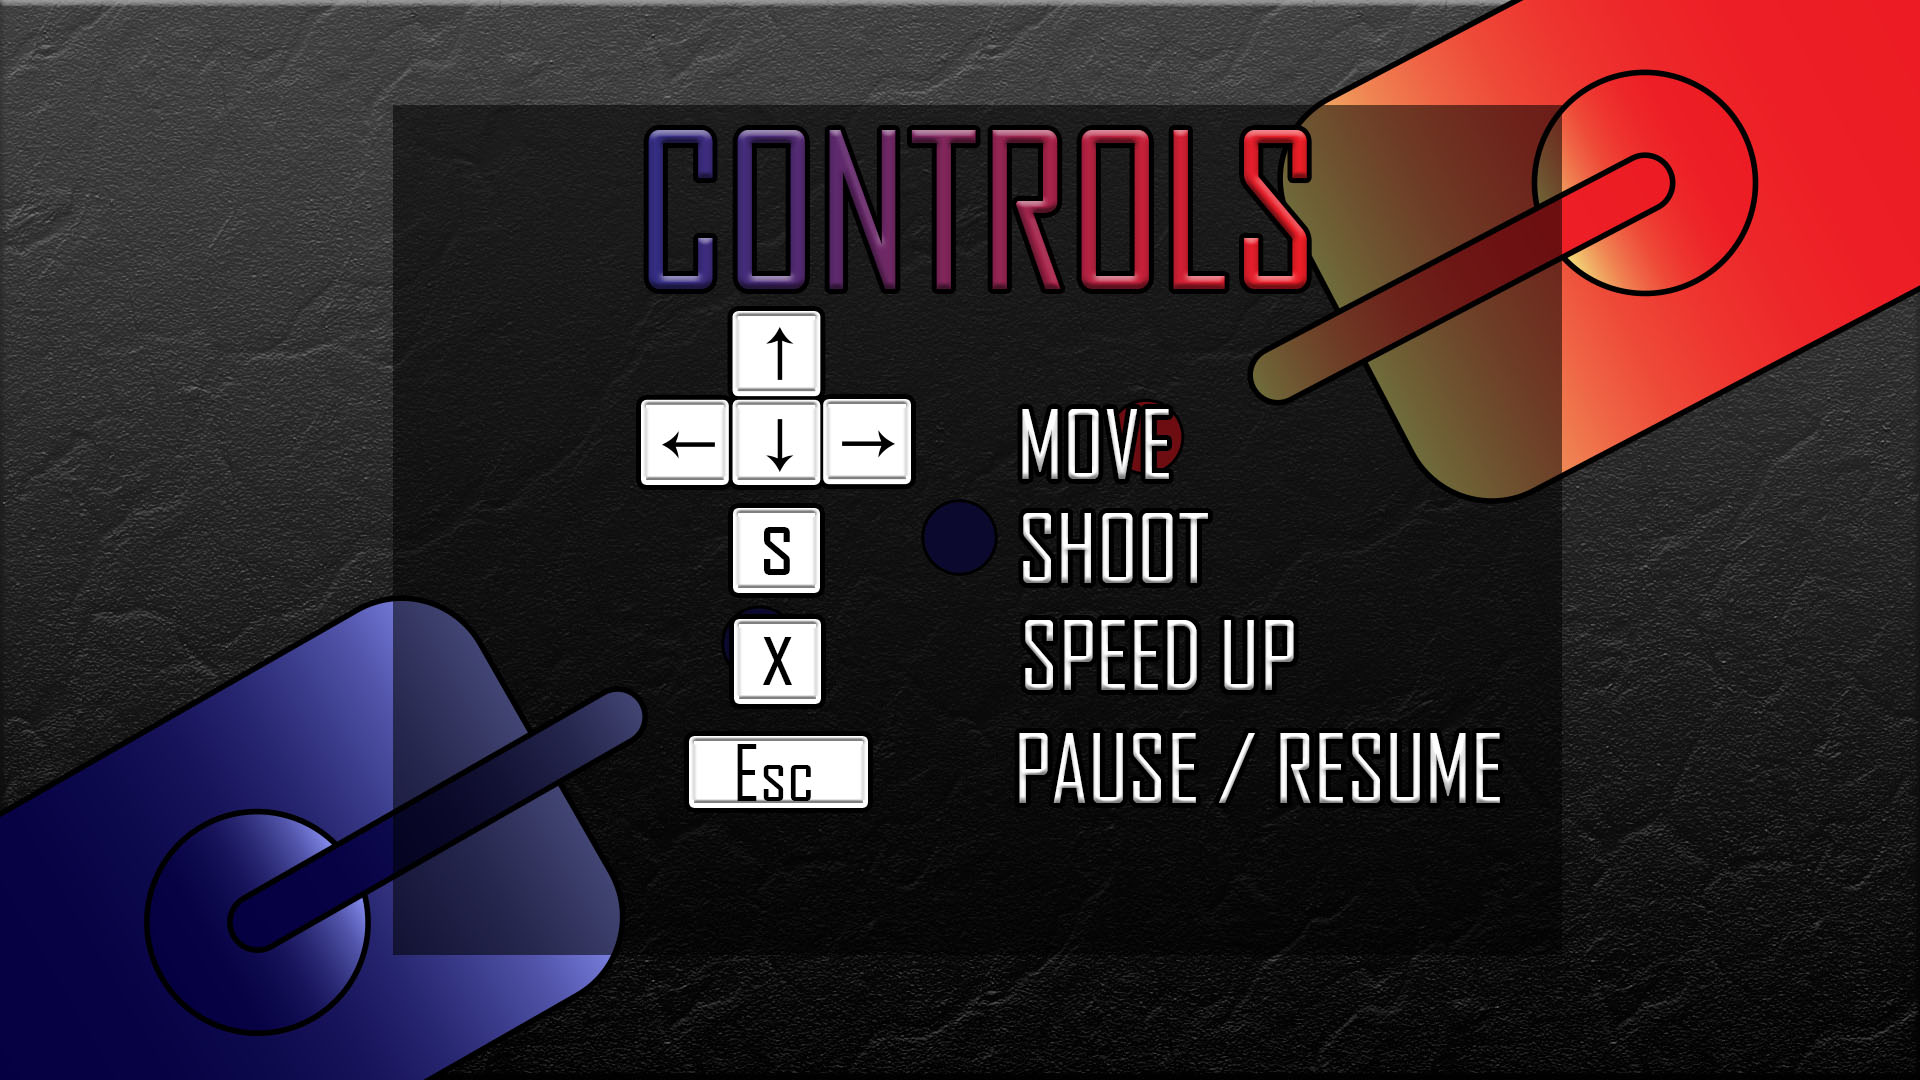 CONTROLS
↑
← ↓ → MOVE
S SHOOT
X SPEED UP
Esc PAUSE / RESUME